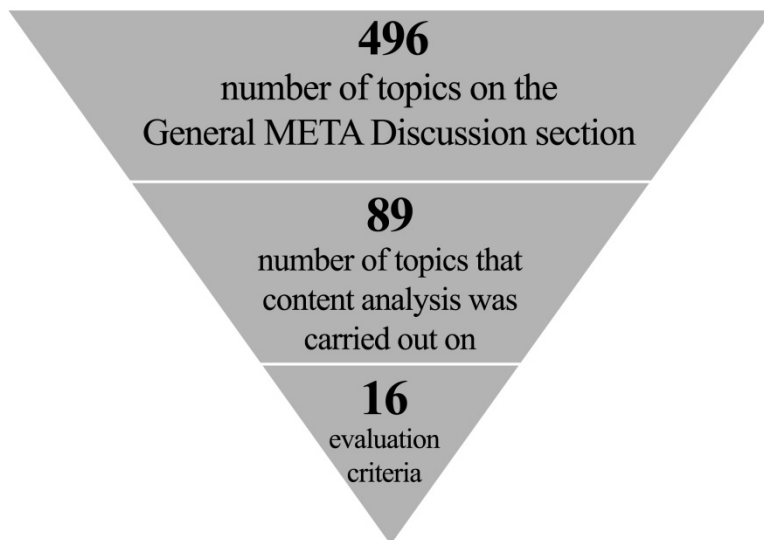 496
number of topics on the
General META Discussion section
89
number of topics that
content analysis was
carried out on
16
evaluation
criteria